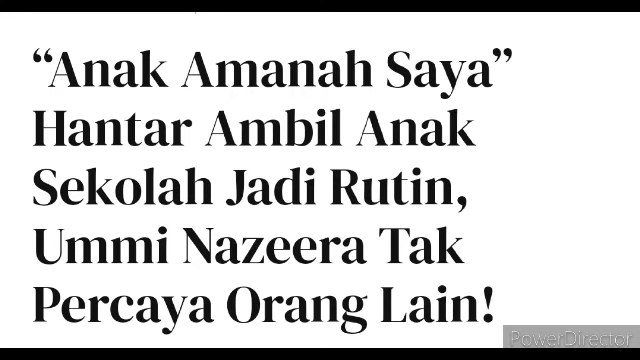 “Anak Amanah Saya”
Hantar Ambil Anak
Sekolah Jadi Rutin,
Ummi Nazeera Tak
Percaya Orang Lain!
PowerDirector